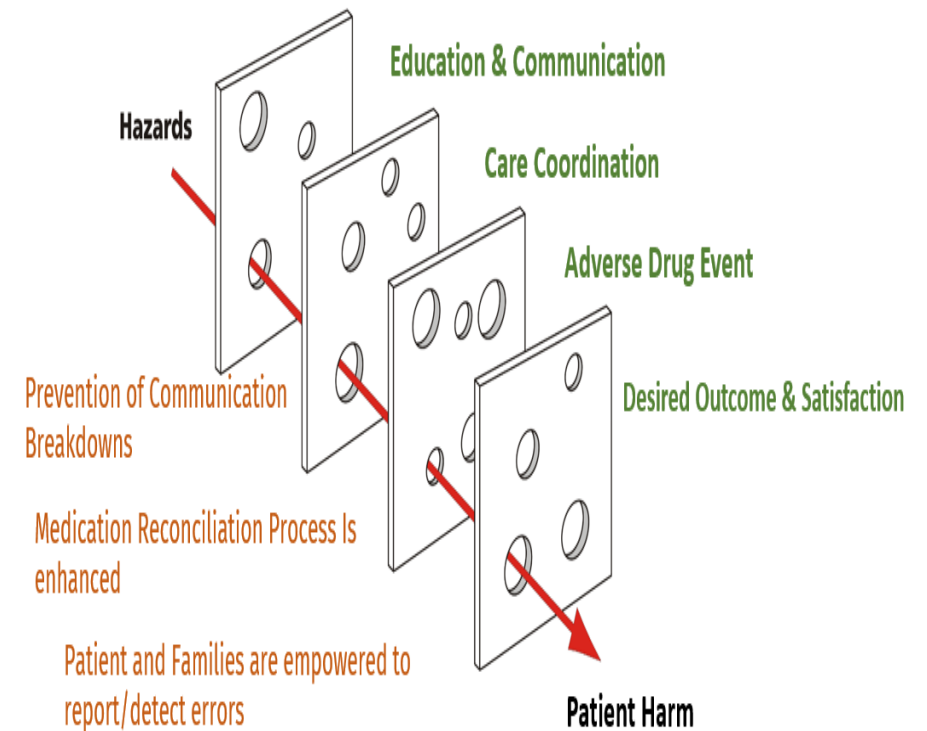 Education & Communication
Hazards
Care Coordination
Adverse Drug Event
Prevention of Communication
Breakdowns
Desired Outcome & Satisfaction
Medication Reconciliation Process Is
enhanced
Patient and Families are empowered to
report/detect errors
Patient Harm